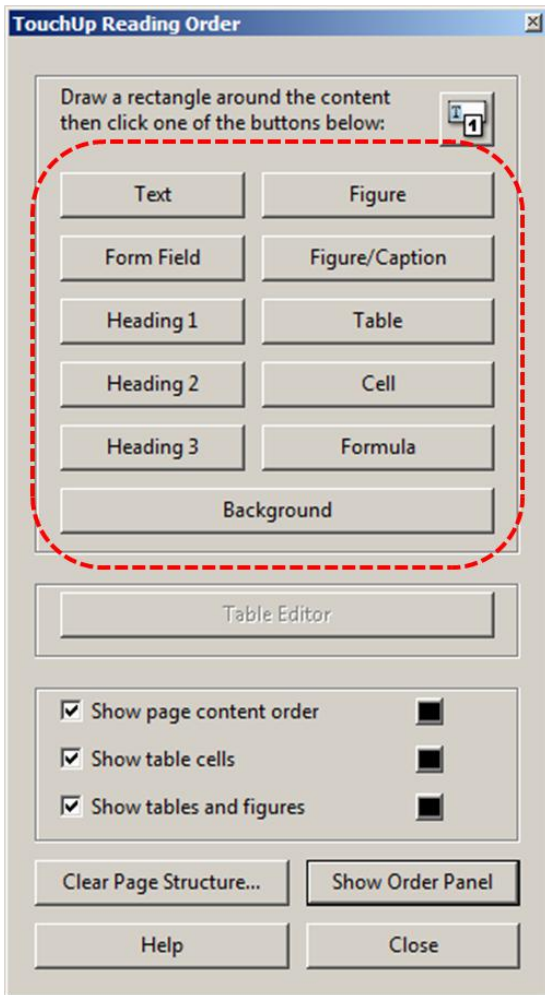 TouchUp Reading Order
Draw a rectangle around the content
then click one of the buttons below:
T
1
Text
Figure
Form Field
Figure/Caption
Heading 1
Table
Heading 2
Cell
Heading 3
Formula
Background
Table Editor
Show page content order
Show table cells
Show tables and figures
Clear Page Structure...
Show Order Panel
Help
Close